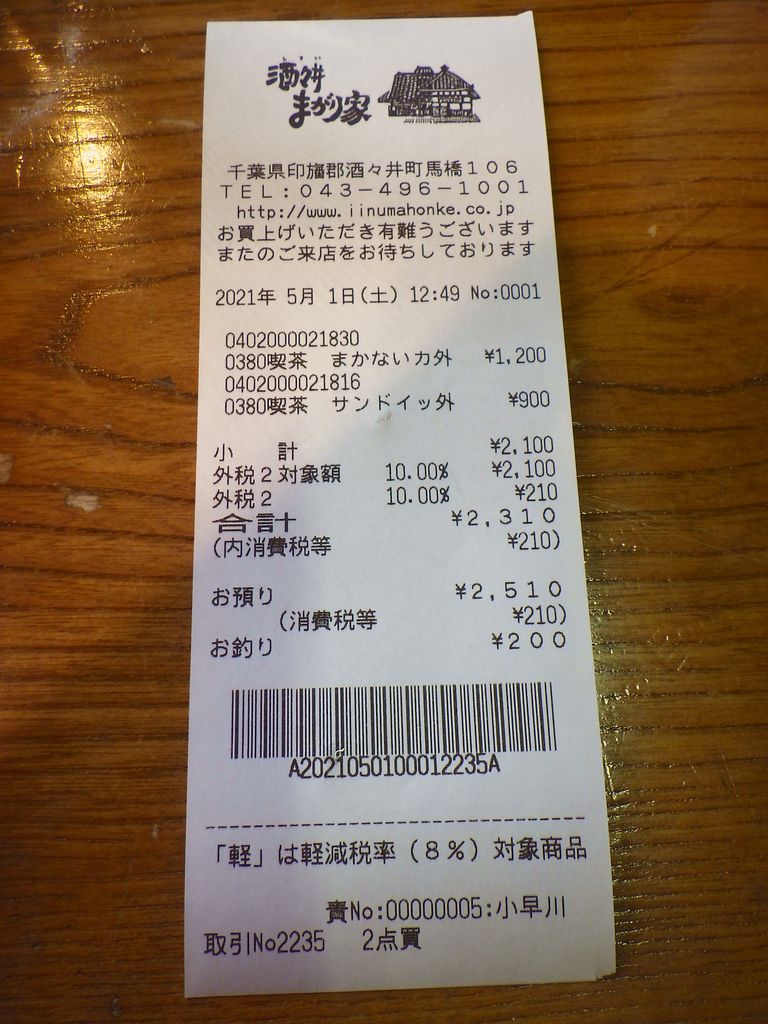 しすい
酒々井
まがり家
千葉県印旛郡酒々井町馬橋106
TEL:043-496-1001
http://www.iinumahonke.co.jp
お買上げいただき有難うございます
またのご来店をお待ちしております
2021年 5月 1日(土) 12:49 No:0001
0402000021830
0380喫茶 まかないカ外 ¥1,200
0402000021816
0380喫茶 サンドイッ外 ¥900
小 計 ¥2,100
外税2対象額 10.00% ¥2,100
外税2 10.00% ¥210
合計 ¥2,310
(内消費税等 ¥210)
お預り ¥2,510
(消費税等 ¥210)
お釣り ¥200
A2021050100012235A
「軽」は軽減税率(8%)対象商品
責No:00000005:小早川
取引No2235 2点買